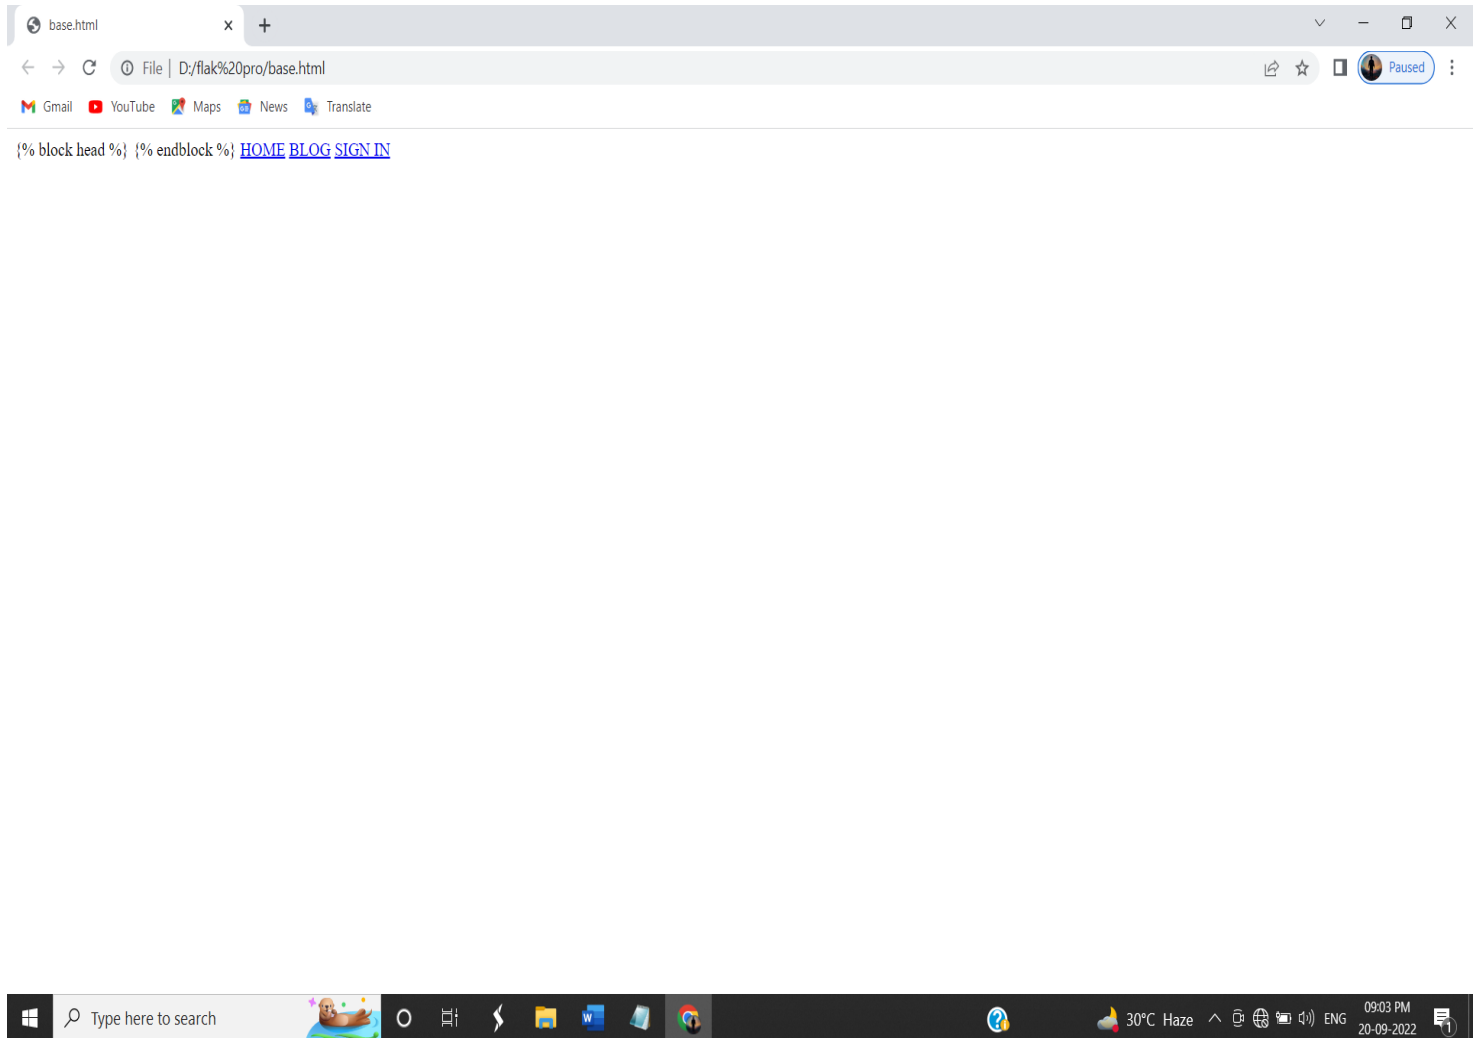 base.html
File | D:/flak%20pro/base.html
Paused
Gmail YouTube Maps News Translate
{% block head %} {% endblock %} HOME BLOG SIGN IN
Type here to search
30°C Haze
ENG
09:03 PM
20-09-2022
1